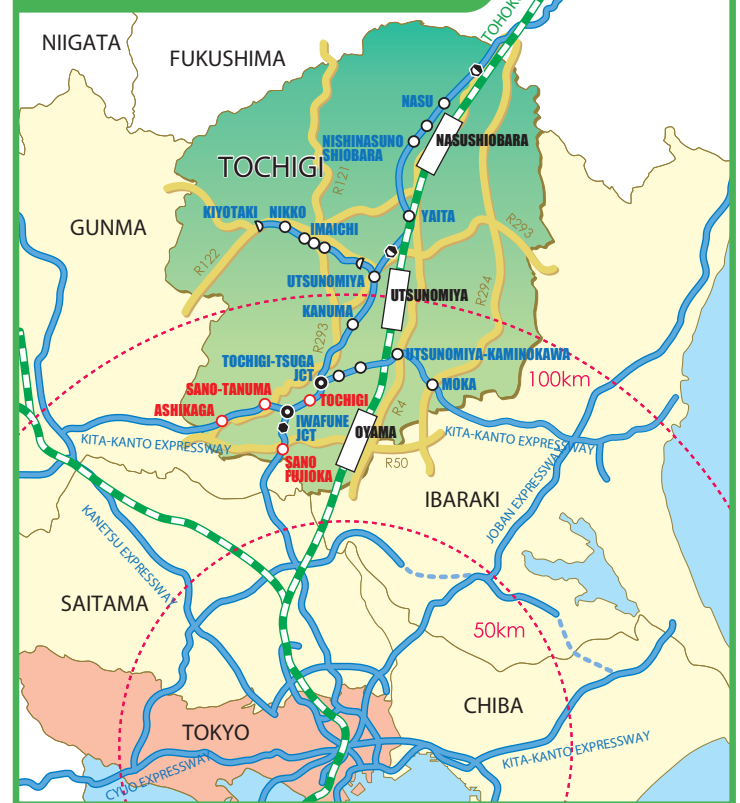 TOHOKU
NIIGATA
FUKUSHIMA
NASU
NISHINASUNO
SHIOBARA
NASUSHIOBARA
TOCHIGI
R121
KIYOTAKI
NIKKO
IMAICHI
YAITA
GUNMA
R293
R122
UTSUNOMIYA
UTSUNOMIYA
R294
KANUMA
R293
TOCHIGI-TSUGA
JCT
UTSUNOMIYA-KAMINOKAWA
100km
SANO-TANUMA
TOCHIGI
MOKA
ASHIKAGA
IWAFUNE
JCT
R4
OYAMA
KITA-KANTO EXPRESSWAY
KITA-KANTO EXPRESSWAY
SANO
FUJIOKA
R50
IBARAKI
JOBAN EXPRESSWAY
KANETSU EXPRESSWAY
SAITAMA
50km
CHIBA
TOKYO
KITA-KANTO EXPRESSWAY
CYUO EXPRESSWAY